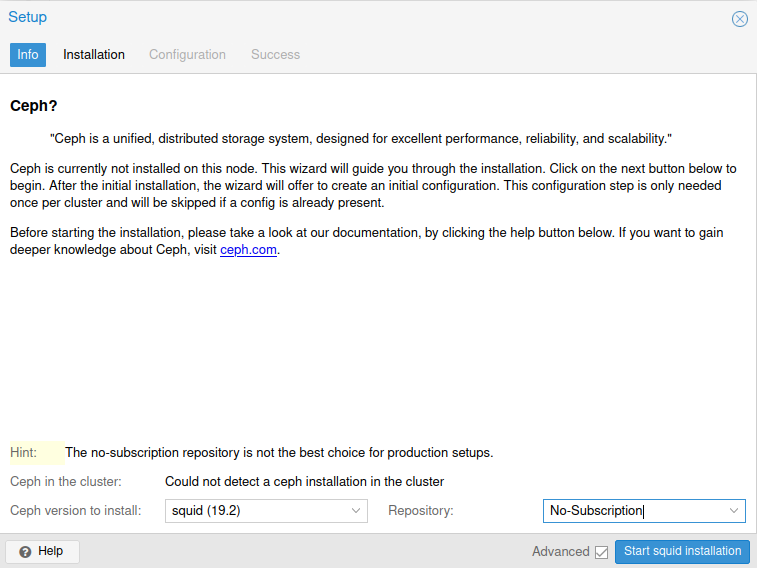 Setup
Info Installation Configuration Success
Ceph?
"Ceph is a unified, distributed storage system, designed for excellent performance, reliability, and scalability."
Ceph is currently not installed on this node. This wizard will guide you through the installation. Click on the next button below to
begin. After the initial installation, the wizard will offer to create an initial configuration. This configuration step is only needed
once per cluster and will be skipped if a config is already present.
Before starting the installation, please take a look at our documentation, by clicking the help button below. If you want to gain
deeper knowledge about Ceph, visit ceph.com.
Hint: The no-subscription repository is not the best choice for production setups.
Ceph in the cluster: Could not detect a ceph installation in the cluster
Ceph version to install: squid (19.2) Repository: No-Subscription
Help Advanced Start squid installation